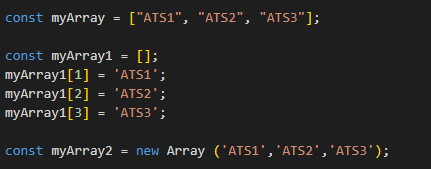 const myArray = ["ATS1", "ATS2", "ATS3"];
const myArray1 = [];
myArray1[1] = 'ATS1';
myArray1[2] = 'ATS2';
myArray1[3] = 'ATS3';
const myArray2 = new Array ('ATS1','ATS2','ATS3');